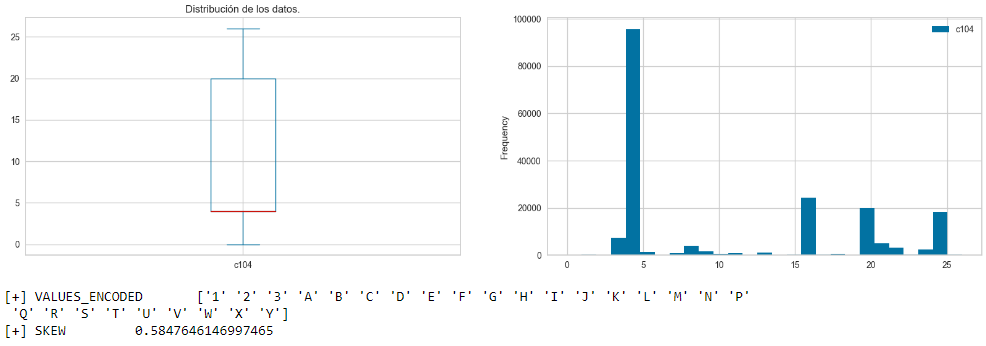 Distribución de los datos.
25
20
15
10
5
0
c104
100000
80000
60000
40000
20000
0
Frequency
c104
0 5 10 15 20 25
[+] VALUES_ENCODED ['1' '2' '3' 'A' 'B' 'C' 'D' 'E' 'F' 'G' 'H' 'I' 'J' 'K' 'L' 'M' 'N' 'P'
'Q' 'R' 'S' 'T' 'U' 'V' 'W' 'X' 'Y']
[+] SKEW 0.5847646146997465